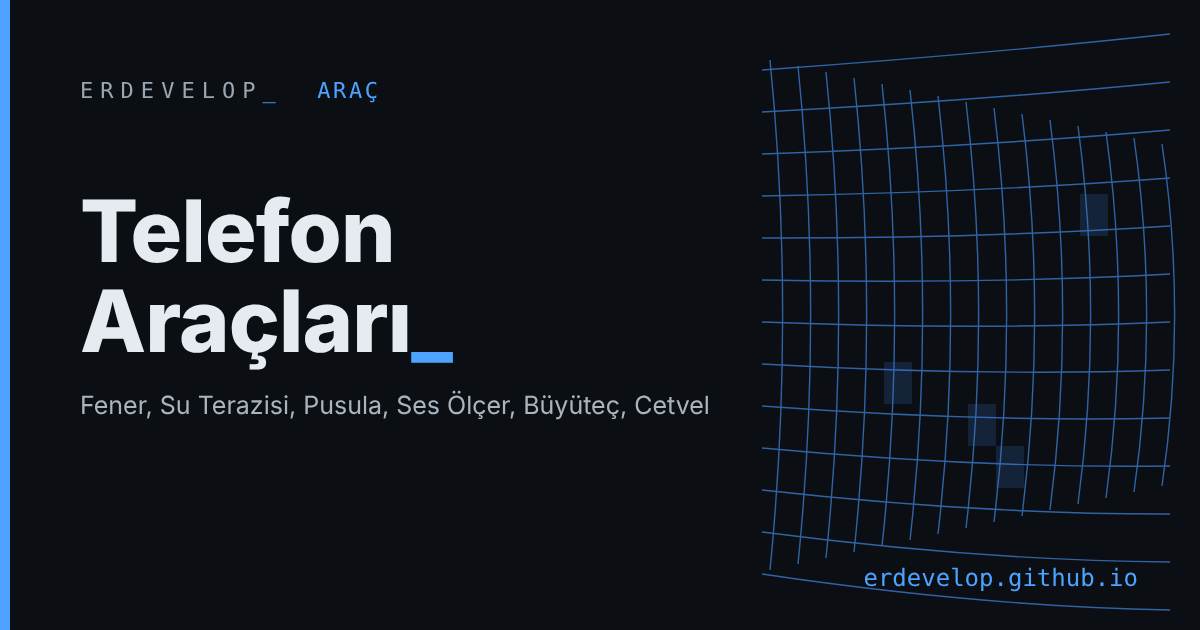 ERDEVELOP_ ARAÇ
Telefon
Araçları_
Fener, Su Terazisi, Pusula, Ses Ölçer, Büyüteç, Cetvel
erdevelop.github.io